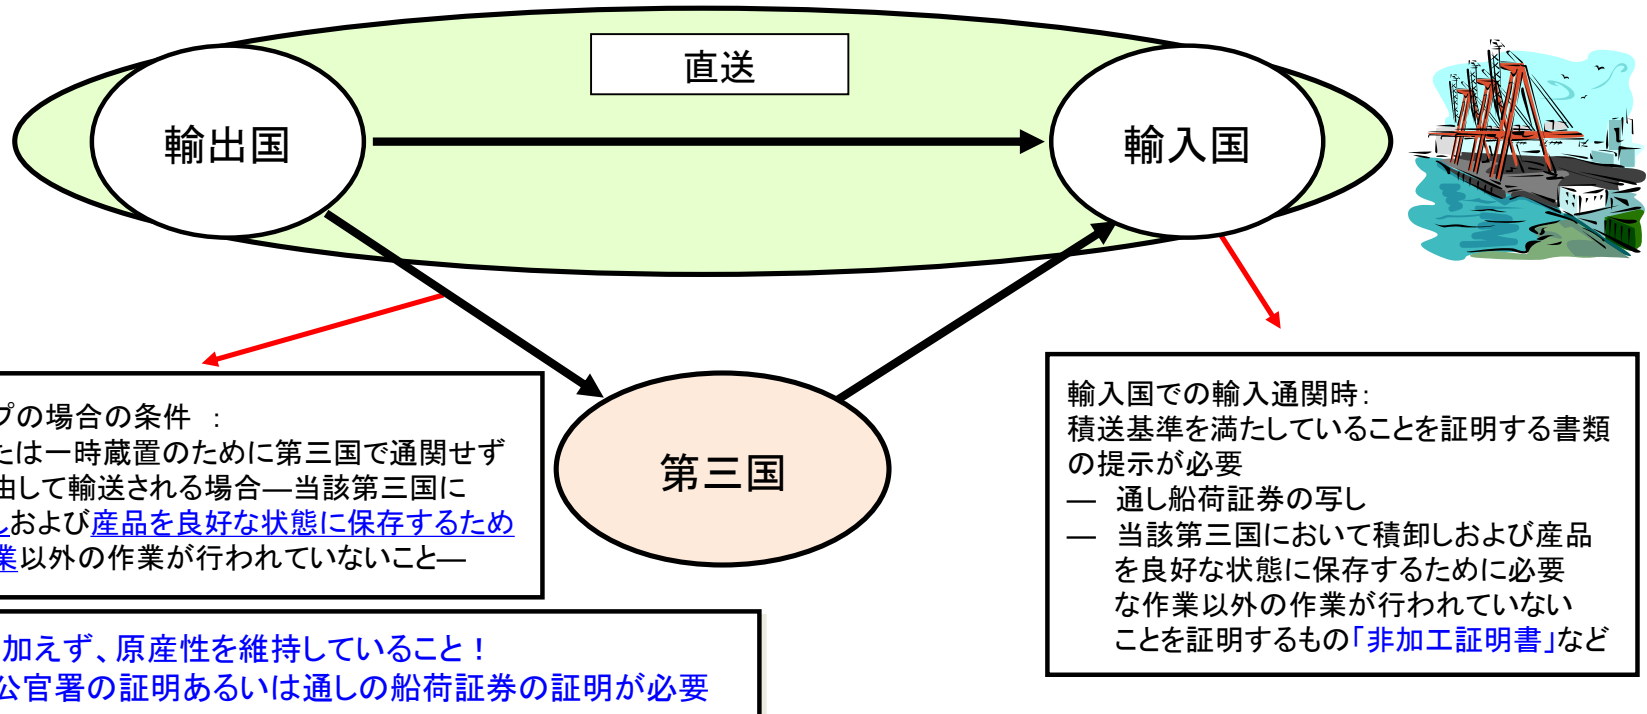 直送
輸出国
輸入国
第三国
プの場合の条件 ：
たは一時蔵置のために第三国で通関せず
由して輸送される場合―当該第三国に
しおよび産品を良好な状態に保存するため
業以外の作業が行われていないこと―
加えず、原産性を維持していること！
公官署の証明あるいは通しの船荷証券の証明が必要
輸入国での輸入通関時：
積送基準を満たしていることを証明する書類
の提示が必要
― 通し船荷証券の写し
― 当該第三国において積卸しおよび産品
を良好な状態に保存するために必要
な作業以外の作業が行われていない
ことを証明するもの「非加工証明書」など